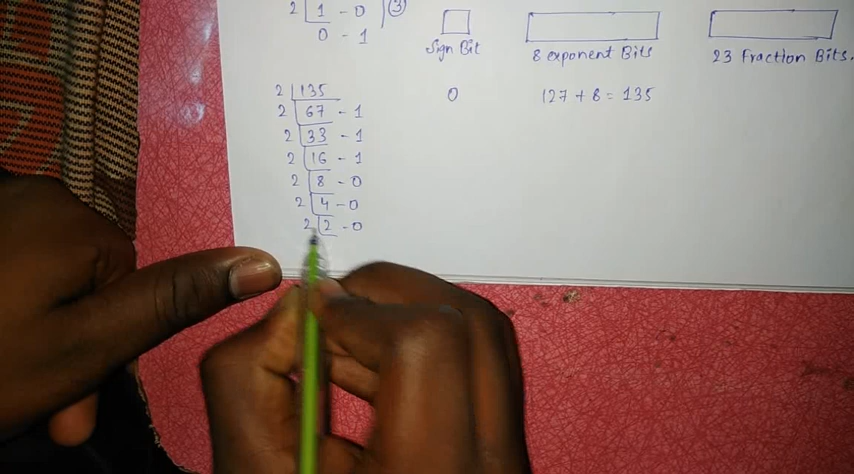 2 | 1 - 0 | ③
0 - 1
Sign Bit
8 exponent Bits
23 Fraction Bits.
0
127 + 8 = 135
2 | 135
2 | 67 - 1
2 | 33 - 1
2 | 16 - 1
2 | 8 - 0
2 | 4 - 0
2 | 2 - 0